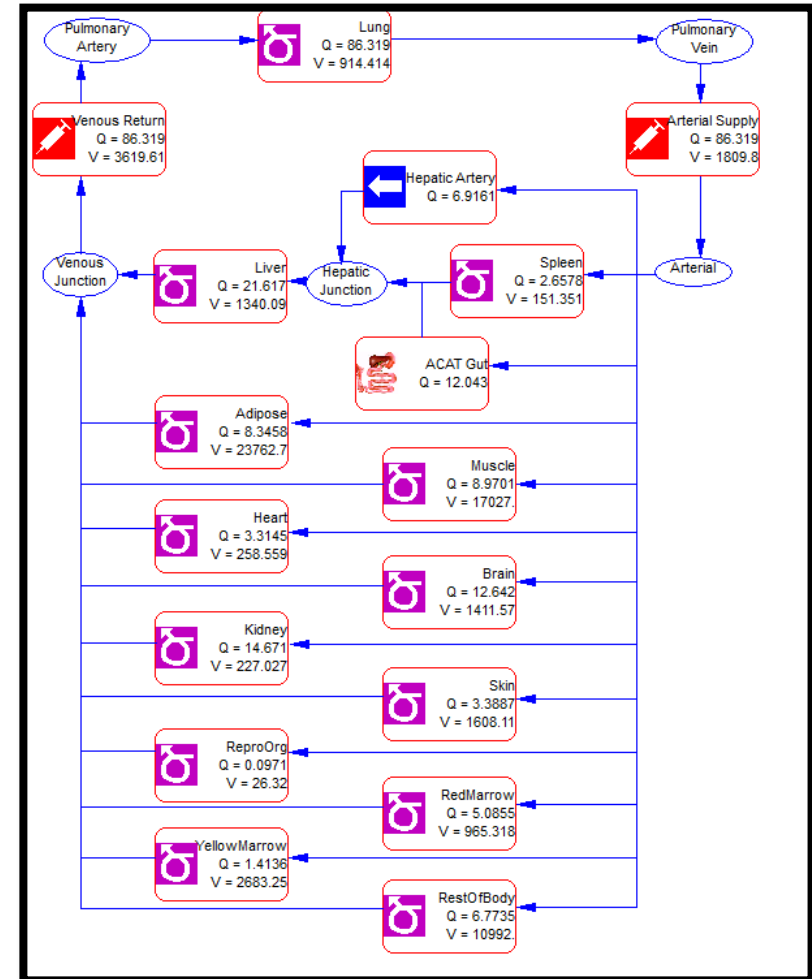 Pulmonary
Artery
Lung
Q = 86.319
V = 914.414
Pulmonary
Vein
Venous Return
Q = 86.319
V = 3619.61
Arterial Supply
Q = 86.319
V = 1809.8
Hepatic Artery
Q = 6.9161
Venous
Junction
Liver
Q = 21.617
V = 1340.09
Hepatic
Junction
Spleen
Q = 2.6578
V = 151.351
Arterial
ACAT Gut
Q = 12.043
Adipose
Q = 8.3458
V = 23762.7
Muscle
Q = 8.9701
V = 17027.
Heart
Q = 3.3145
V = 258.559
Brain
Q = 12.642
V = 1411.57
Kidney
Q = 14.671
V = 227.027
Skin
Q = 3.3887
V = 1608.11
ReproOrg
Q = 0.0971
V = 26.32
RedMarrow
Q = 5.0855
V = 965.318
YellowMarrow
Q = 1.4136
V = 2683.25
RestOfBody
Q = 6.7735
V = 10992.